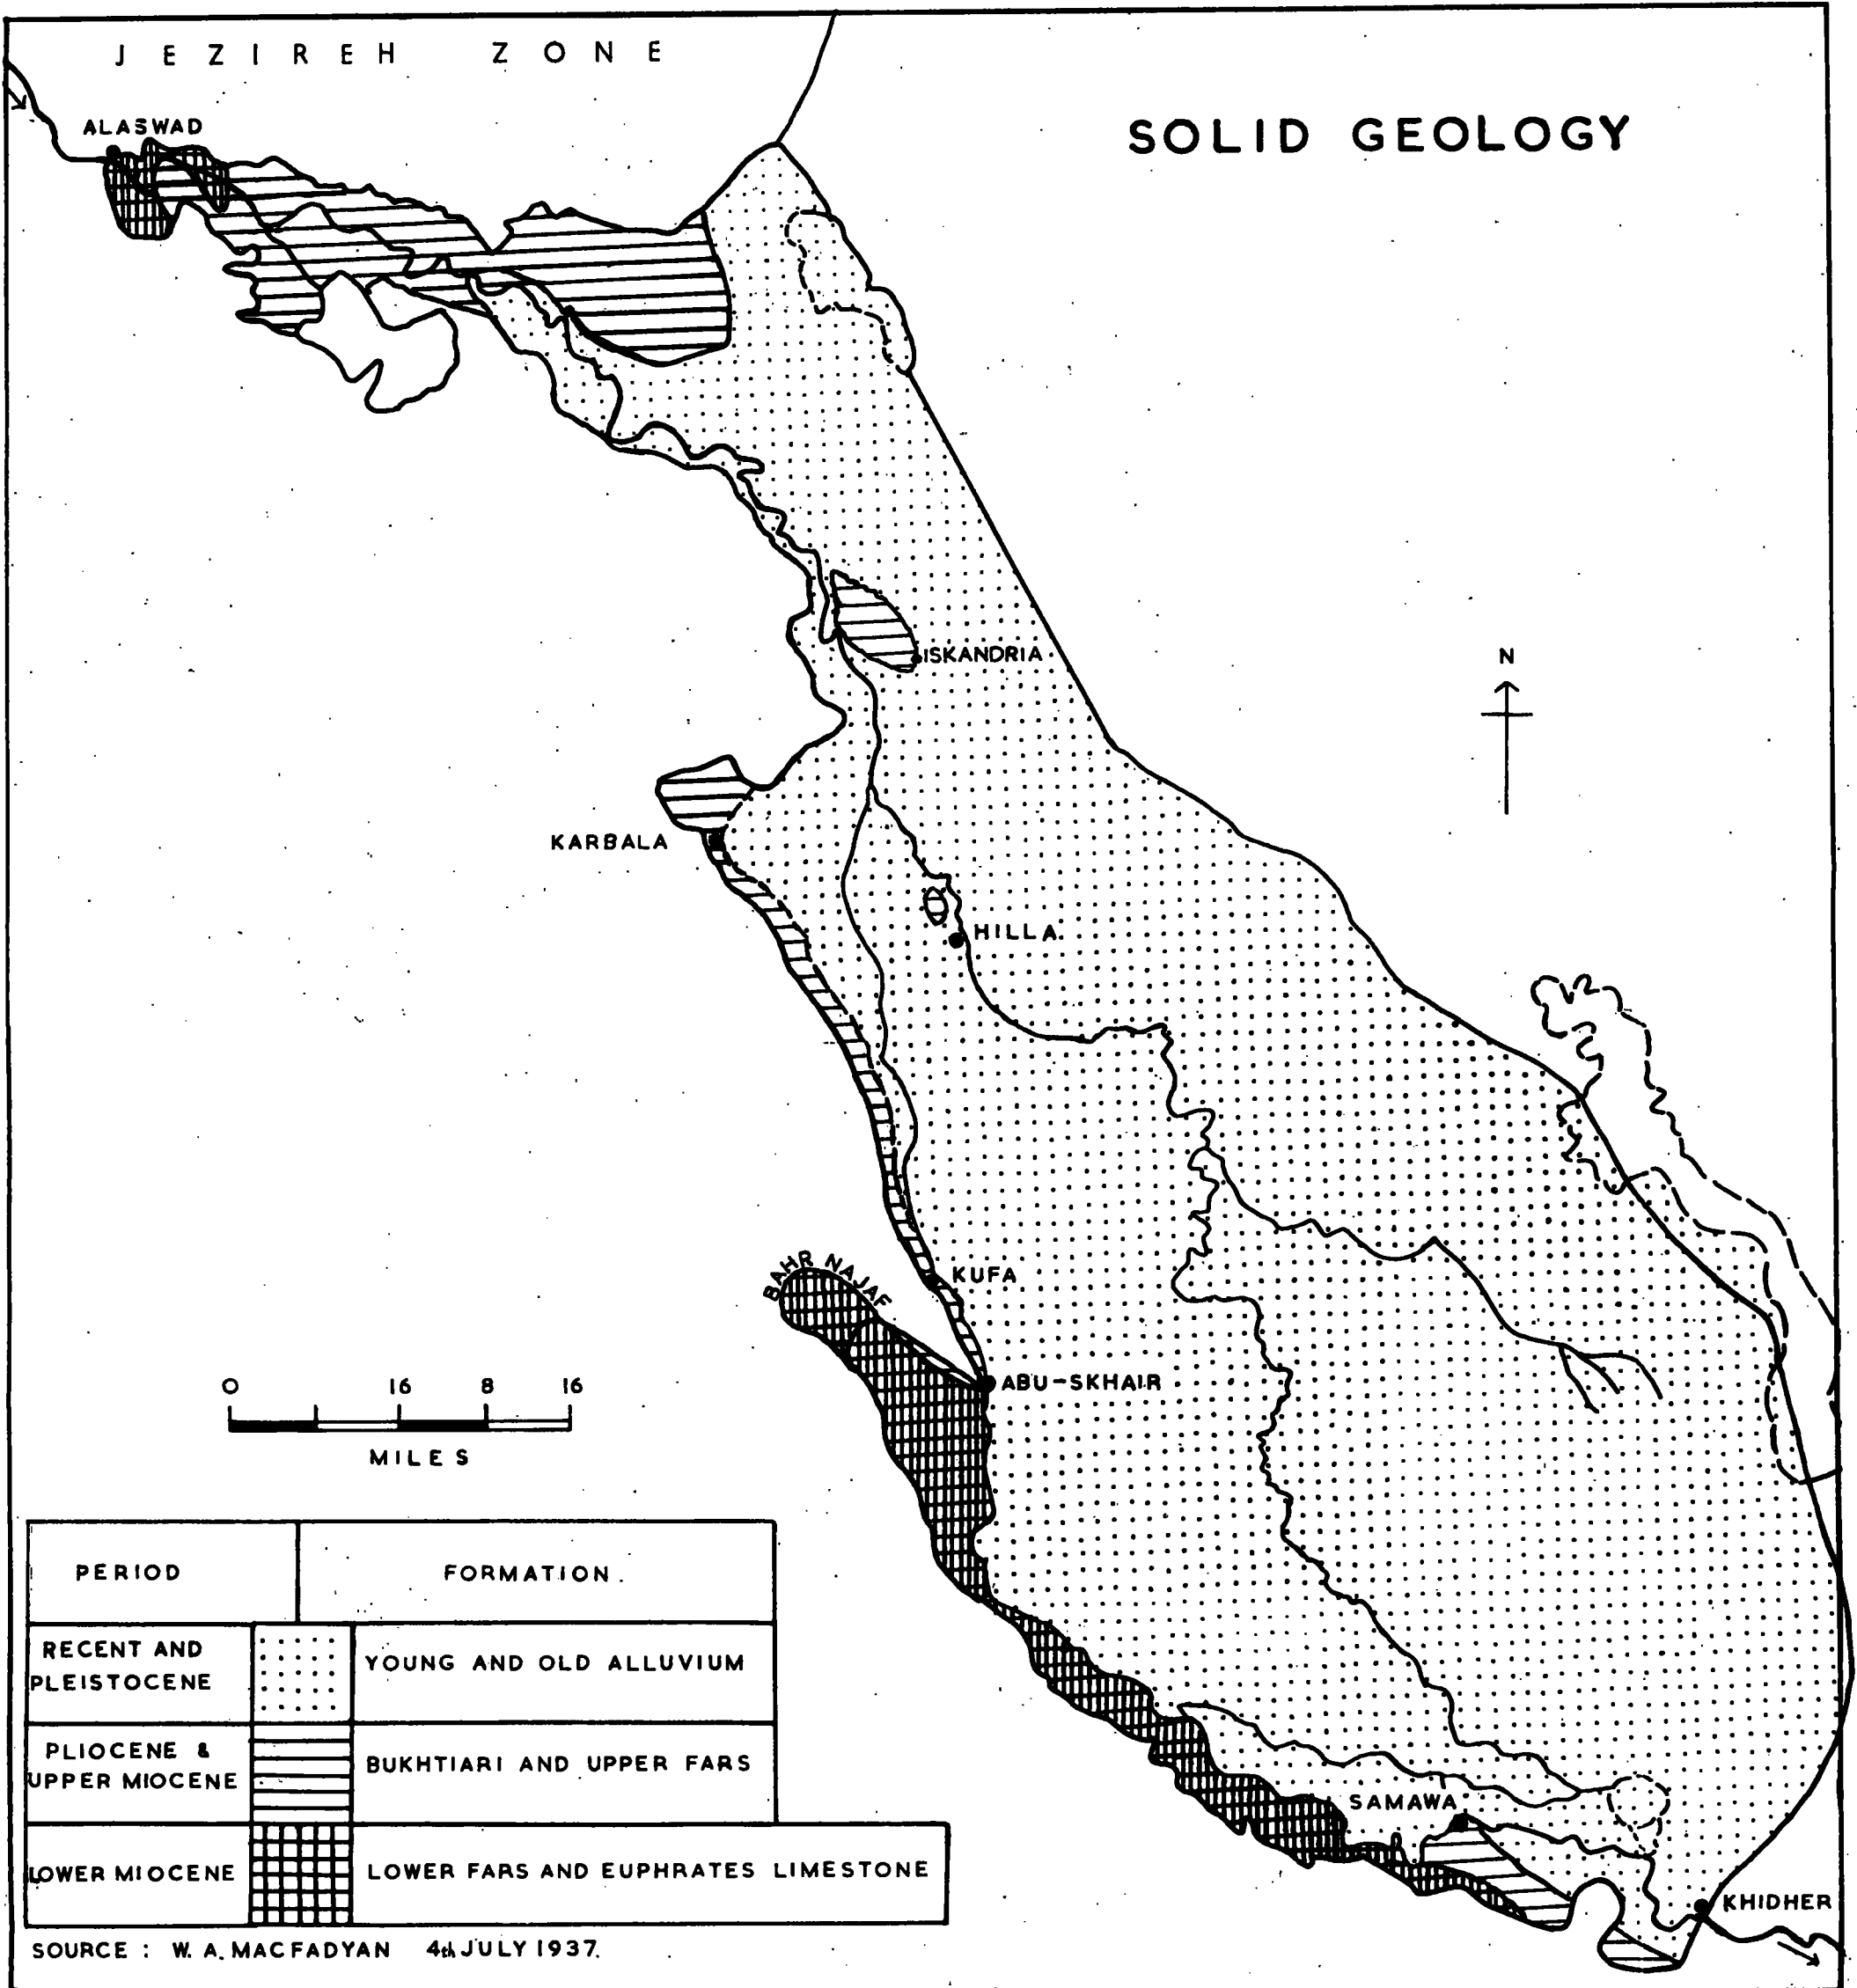 JEZIREH ZONE
SOLID GEOLOGY
ALASWAD
ISKANDRIA
N
KARBALA
HILLA
BAHR NAJAF
KUFA
ABU-SKHAIR
0 16 8 16
MILES
PERIOD FORMATION.
RECENT AND
PLEISTOCENE
YOUNG AND OLD ALLUVIUM
PLIOCENE &
UPPER MIOCENE
BUKHTIARI AND UPPER FARS
LOWER MIOCENE LOWER FARS AND EUPHRATES LIMESTONE
SAMAWA
KHIDHER
SOURCE : W. A. MACFADYAN 4th JULY 1937.